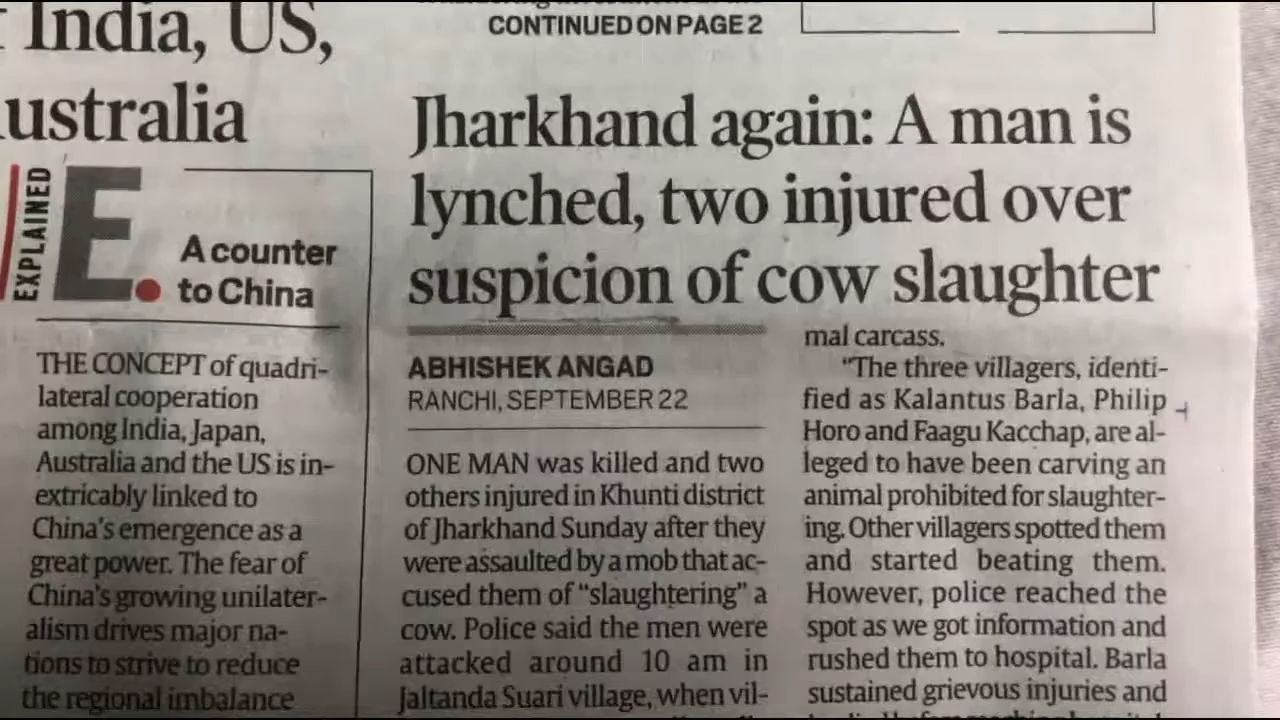 India, US,
ustralia
EXPLAINED
E.
A counter
to China
THE CONCEPT of quadri-
lateral cooperation
among India, Japan,
Australia and the US is in-
extricably linked to
China's emergence as a
great power. The fear of
China's growing unilater-
alism drives major na-
tions to strive to reduce
the regional imbalance
CONTINUED ON PAGE 2
Jharkhand again: A man is
lynched, two injured over
suspicion of cow slaughter
ABHISHEK ANGAD
RANCHI, SEPTEMBER 22
ONE MAN was killed and two
others injured in Khunti district
of Jharkhand Sunday after they
were assaulted by a mob that ac-
cused them of "slaughtering" a
cow. Police said the men were
attacked around 10 am in
Jaltanda Suari village, when vil-
mal carcass.
"The three villagers, identi-
fied as Kalantus Barla, Philip
Horo and Faagu Kacchap, are al-
leged to have been carving an
animal prohibited for slaughter-
ing. Other villagers spotted them
and started beating them.
However, police reached the
spot as we got information and
rushed them to hospital. Barla
sustained grievous injuries and